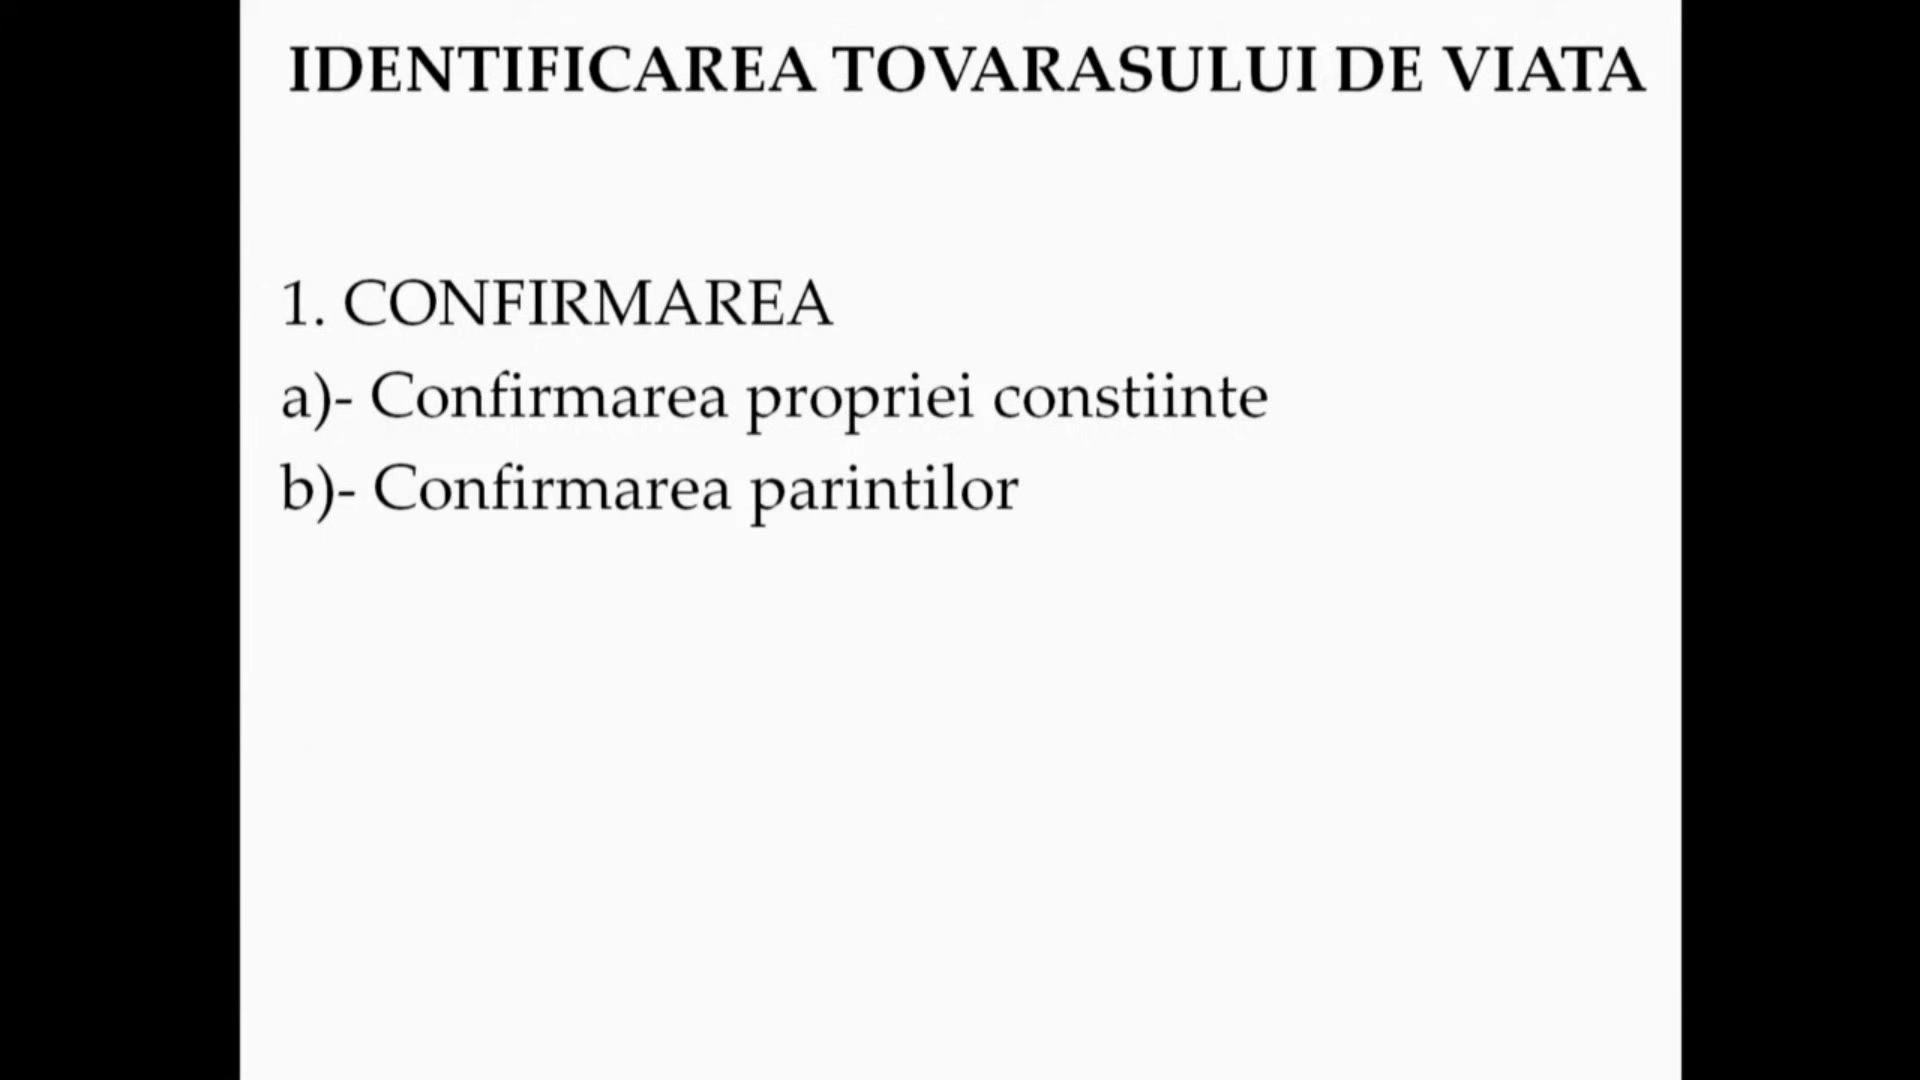 IDENTIFICAREA TOVARASULUI DE VIATA
1. CONFIRMAREA
a)- Confirmarea propriei constiinte
b)- Confirmarea parintilor